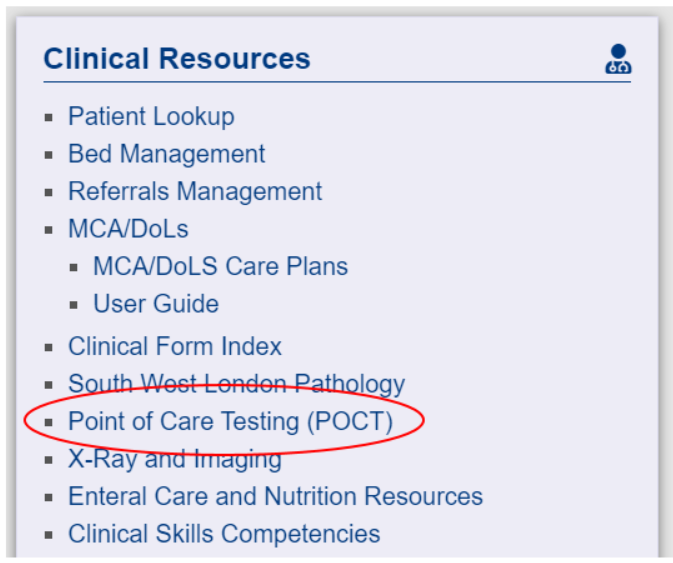 Clinical Resources
Patient Lookup
Bed Management
Referrals Management
MCA/DoLs
MCA/DoLS Care Plans
User Guide
Clinical Form Index
South West London Pathology
Point of Care Testing (POCT)
X-Ray and Imaging
Enteral Care and Nutrition Resources
Clinical Skills Competencies